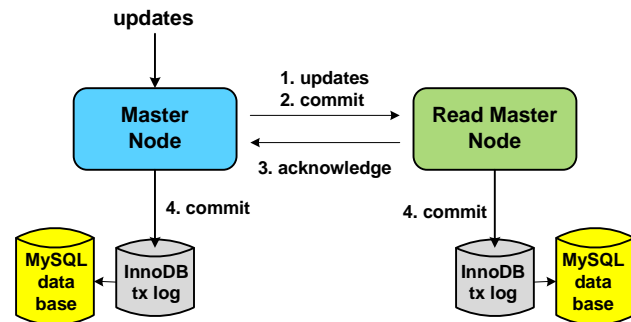 updates
1. updates
2. commit
Master
Node
Read Master
Node
3. acknowledge
4. commit
4. commit
MySQL
data
base
InnoDB
tx log
InnoDB
tx log
MySQL
data
base